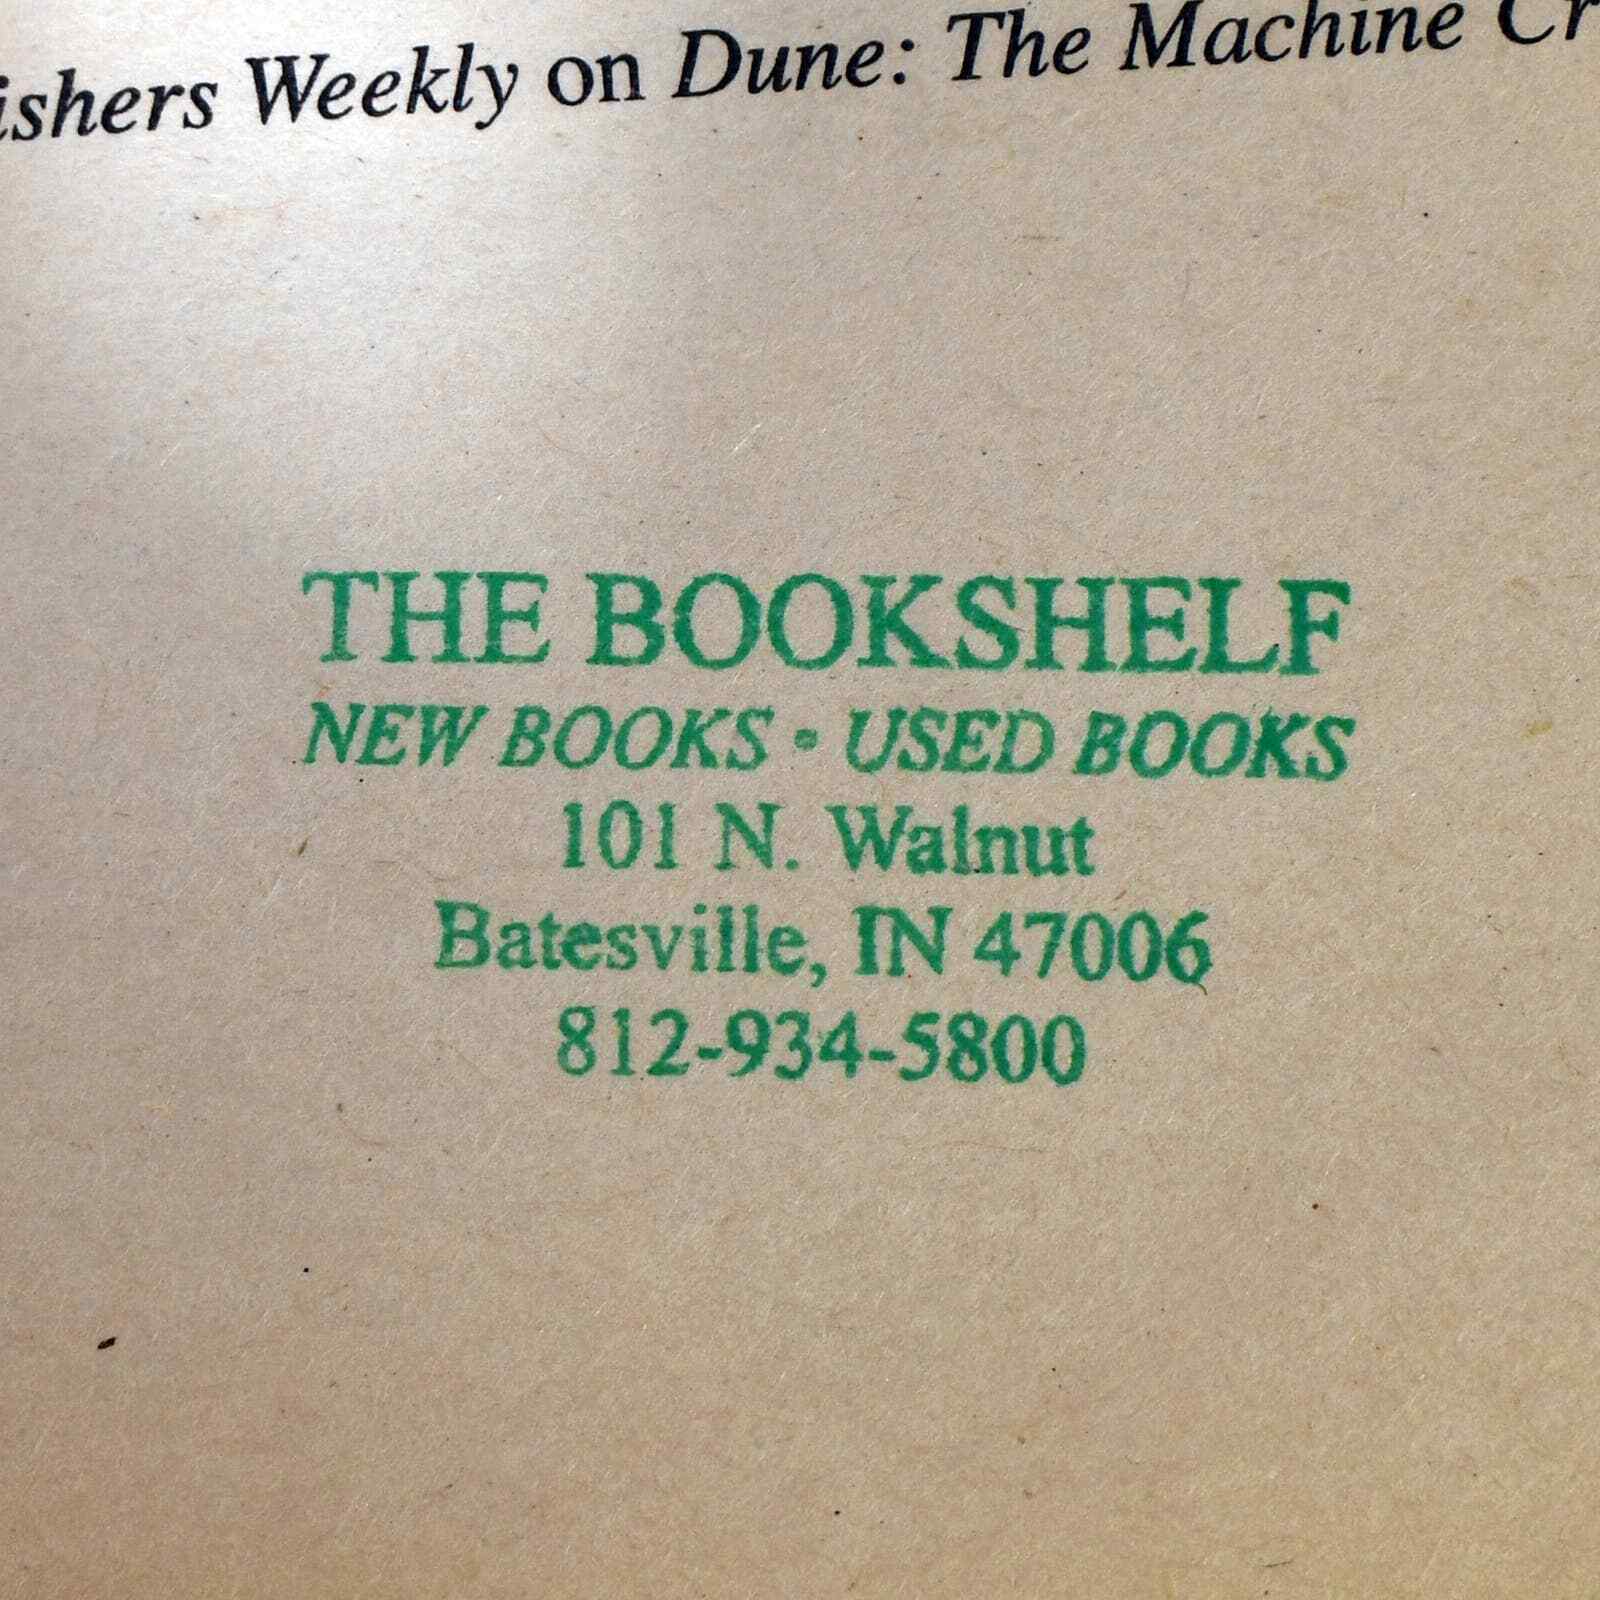 ishers Weekly on Dune: The Machine Cr
THE BOOKSHELF
NEW BOOKS • USED BOOKS
101 N. Walnut
Batesville, IN 47006
812-934-5800